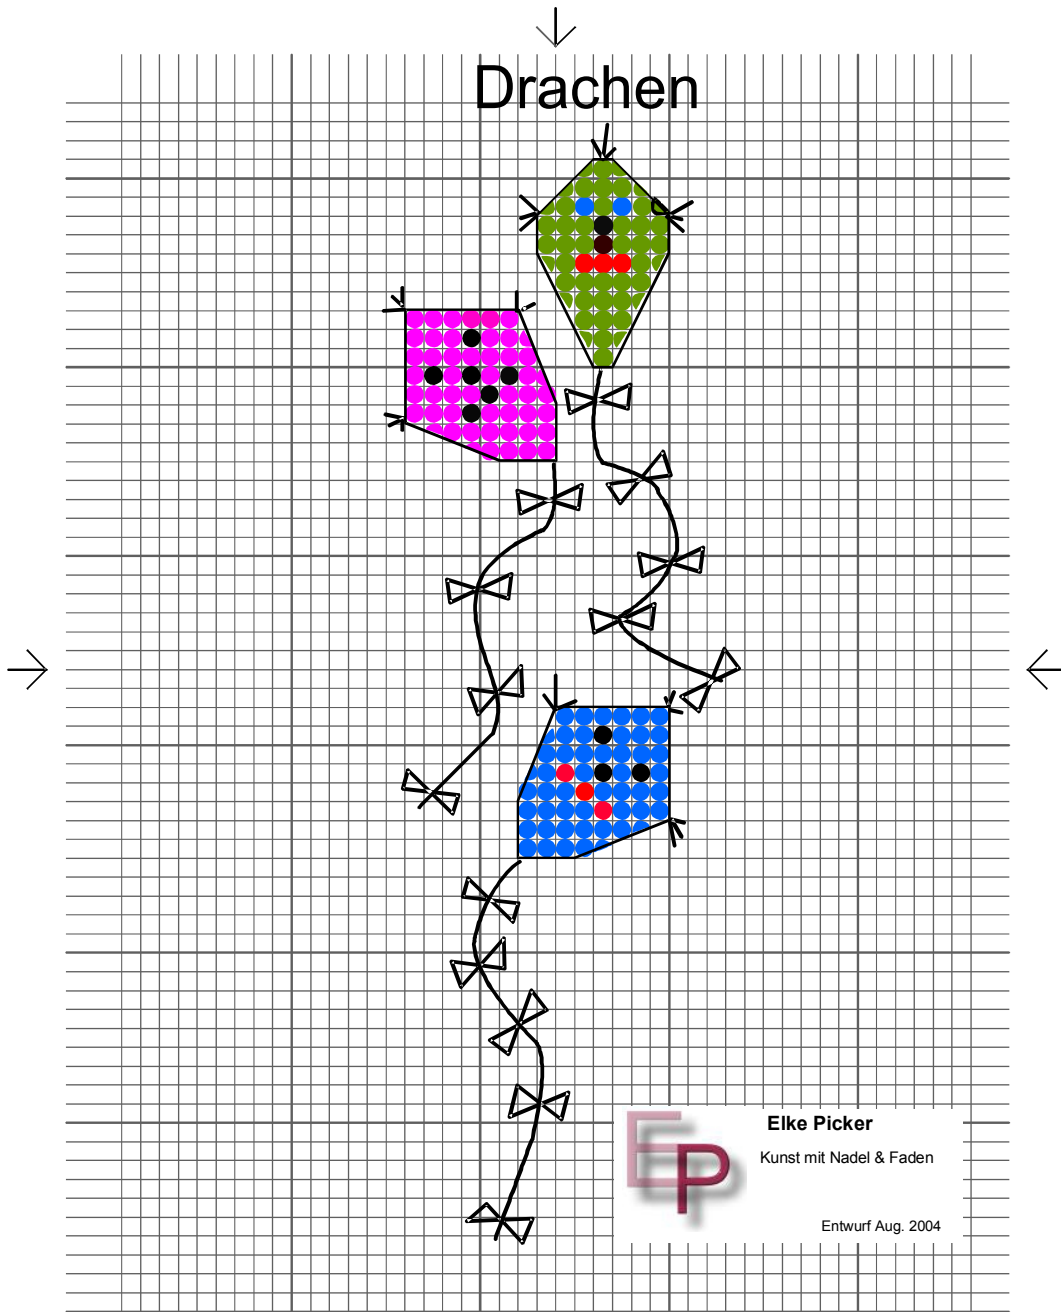 Drachen
EP
Elke Picker
Kunst mit Nadel & Faden
Entwurf Aug. 2004